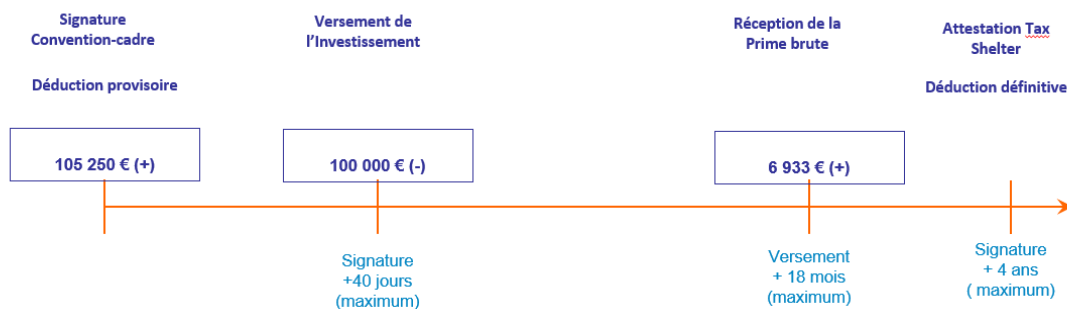 Signature
Convention-cadre
Déduction provisoire
105 250 € (+)
Versement de
l'Investissement
100 000 € (-)
Signature
+40 jours
(maximum)
Réception de la
Prime brute
6 933 € (+)
Versement
+ 18 mois
(maximum)
Attestation Tax
Shelter
Déduction définitive
Signature
+ 4 ans
( maximum)